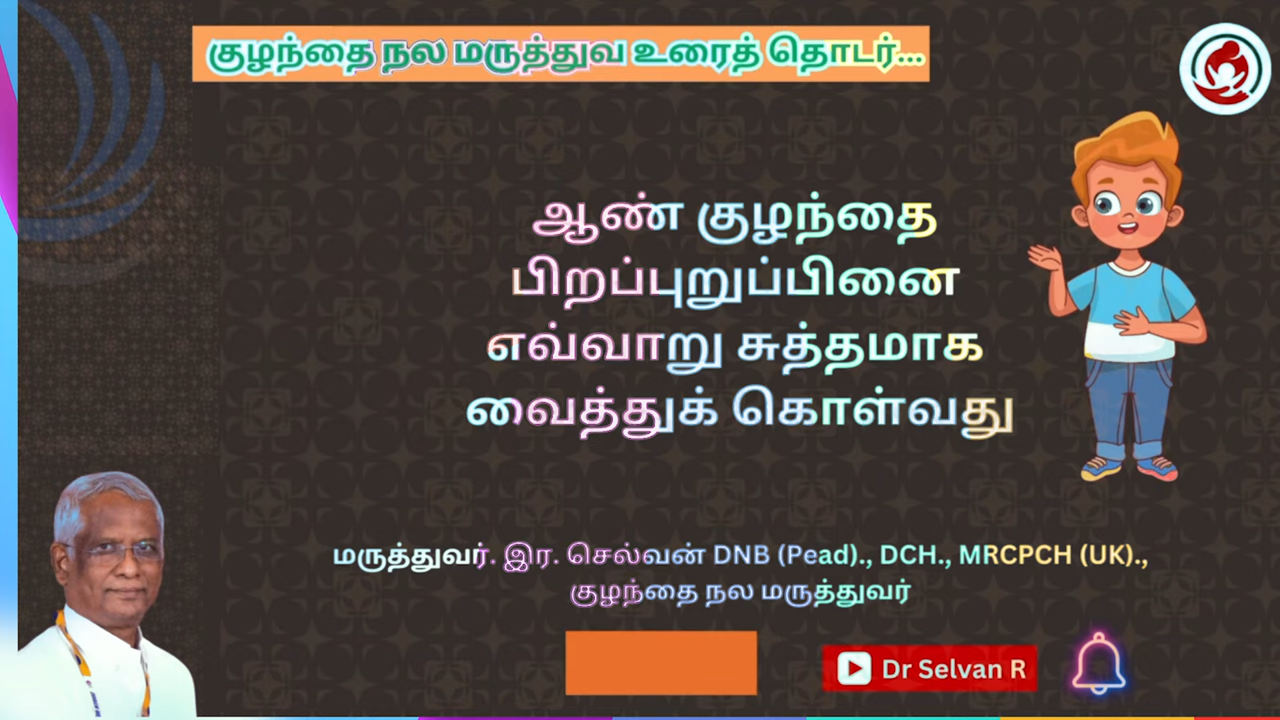 குழந்தை நல மருத்துவ உரைத் தொடர்...
ஆண் குழந்தை
பிறப்புறுப்பினை
எவ்வாறு சுத்தமாக
வைத்துக் கொள்வது
மருத்துவர். இர. செல்வன் DNB (Pead)., DCH., MRCPCH (UK).,
குழந்தை நல மருத்துவர்
Dr Selvan R